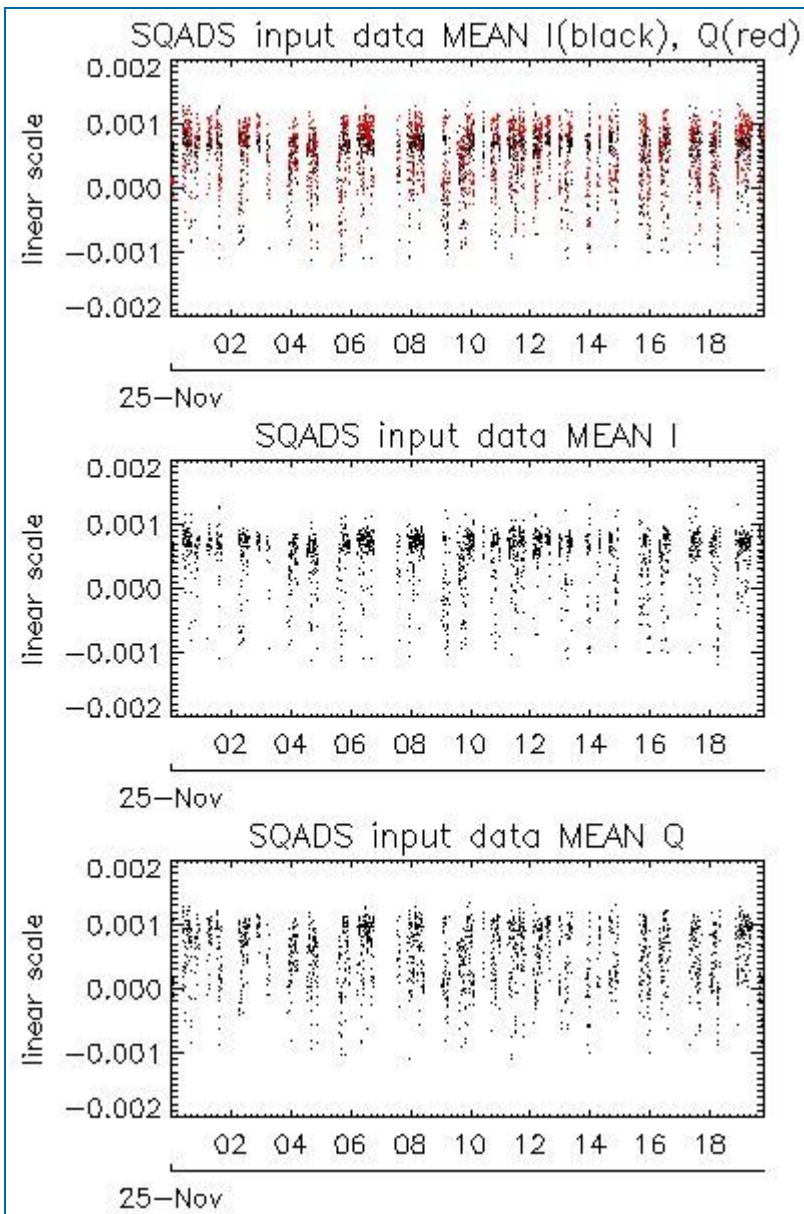 SQADS input data MEAN I(black), Q(red)
linear scale
0.002
0.001
0.000
−0.001
−0.002
02 04 06 08 10 12 14 16 18
25−Nov
SQADS input data MEAN I
linear scale
0.002
0.001
0.000
−0.001
−0.002
02 04 06 08 10 12 14 16 18
25−Nov
SQADS input data MEAN Q
linear scale
0.002
0.001
0.000
−0.001
−0.002
02 04 06 08 10 12 14 16 18
25−Nov